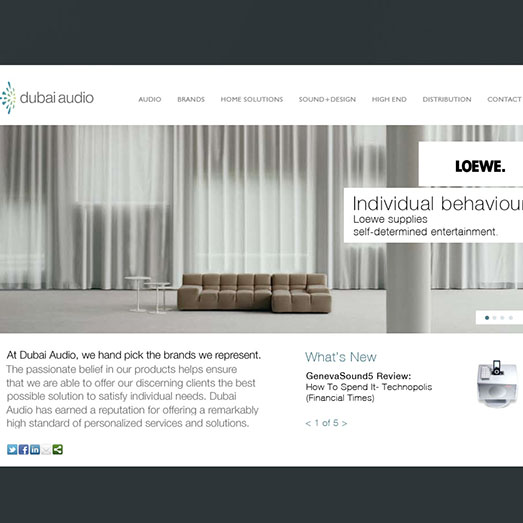 dubai audio
AUDIO BRANDS HOME SOLUTIONS SOUND+DESIGN HIGH END DISTRIBUTION CONTACT
LOEWE.
Individual behaviour
Loewe supplies
self-determined entertainment.
At Dubai Audio, we hand pick the brands we represent.
The passionate belief in our products helps ensure
that we are able to offer our discerning clients the best
possible solution to satisfy individual needs. Dubai
Audio has earned a reputation for offering a remarkably
high standard of personalized services and solutions.
What's New
GenevaSound5 Review:
How To Spend It- Technopolis
(Financial Times)
< 1 of 5 >